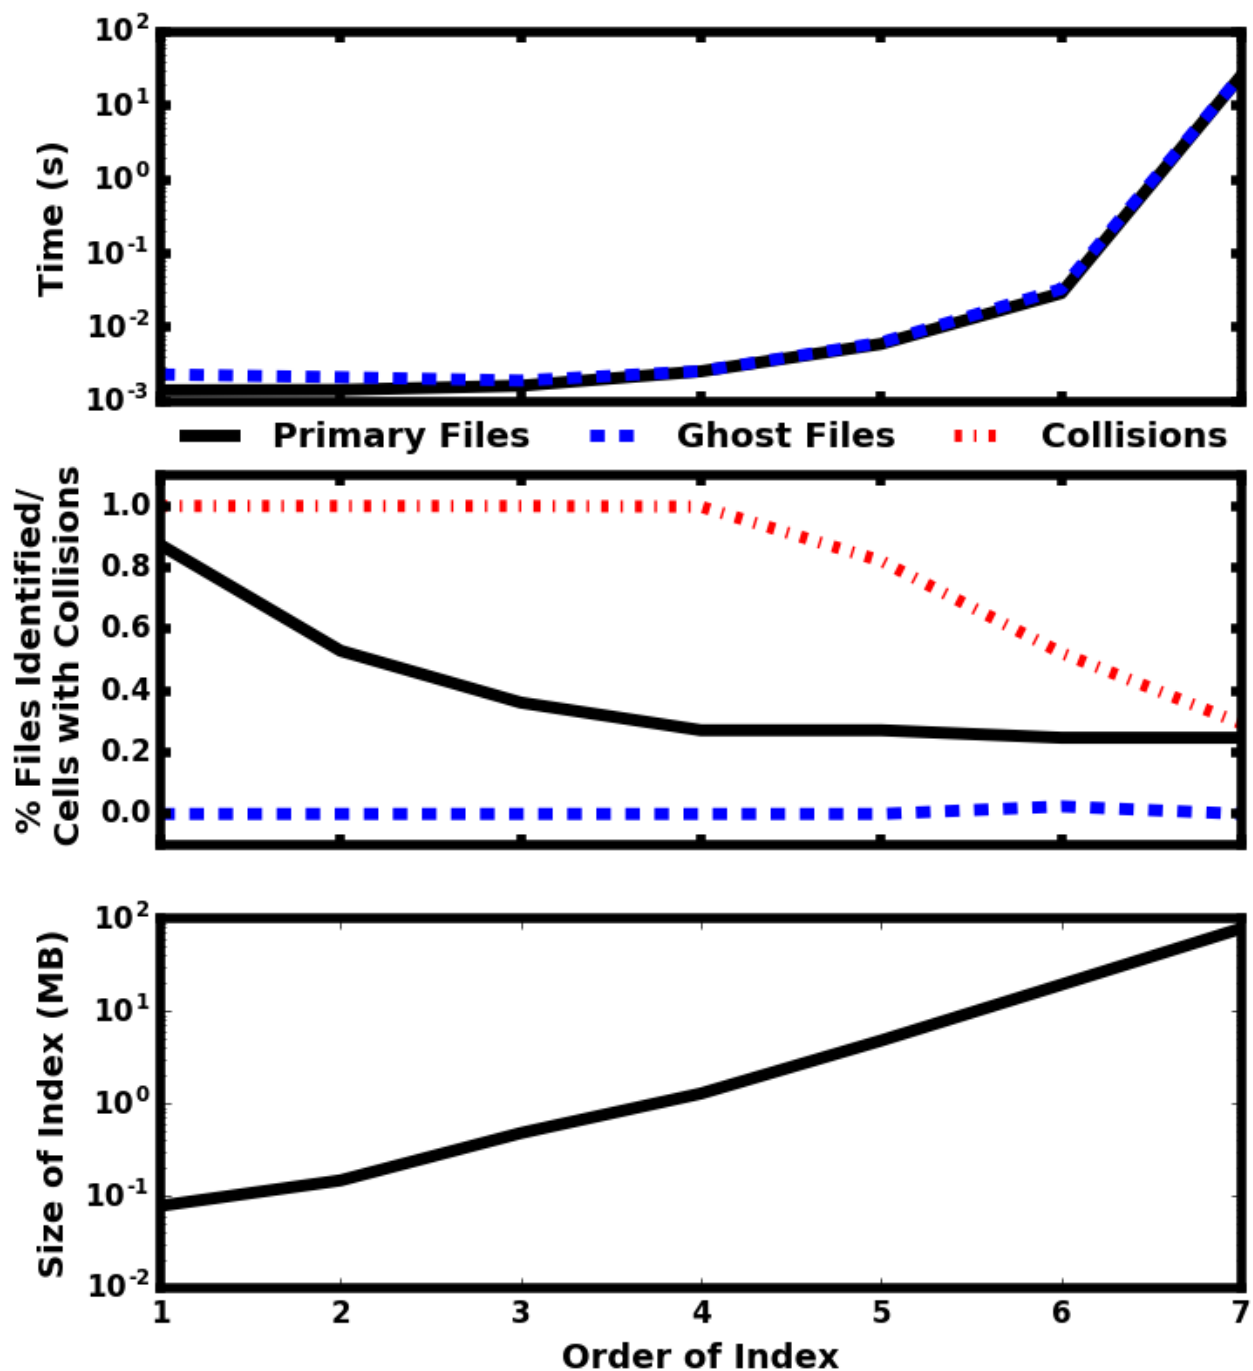 10²
10¹
10⁰
10⁻¹
10⁻²
10⁻³
Time (s)
Primary Files Ghost Files Collisions
1.0
0.8
0.6
0.4
0.2
0.0
% Files Identified/
Cells with Collisions
10²
10¹
10⁰
10⁻¹
10⁻²
Size of Index (MB)
1 2 3 4 5 6 7
Order of Index